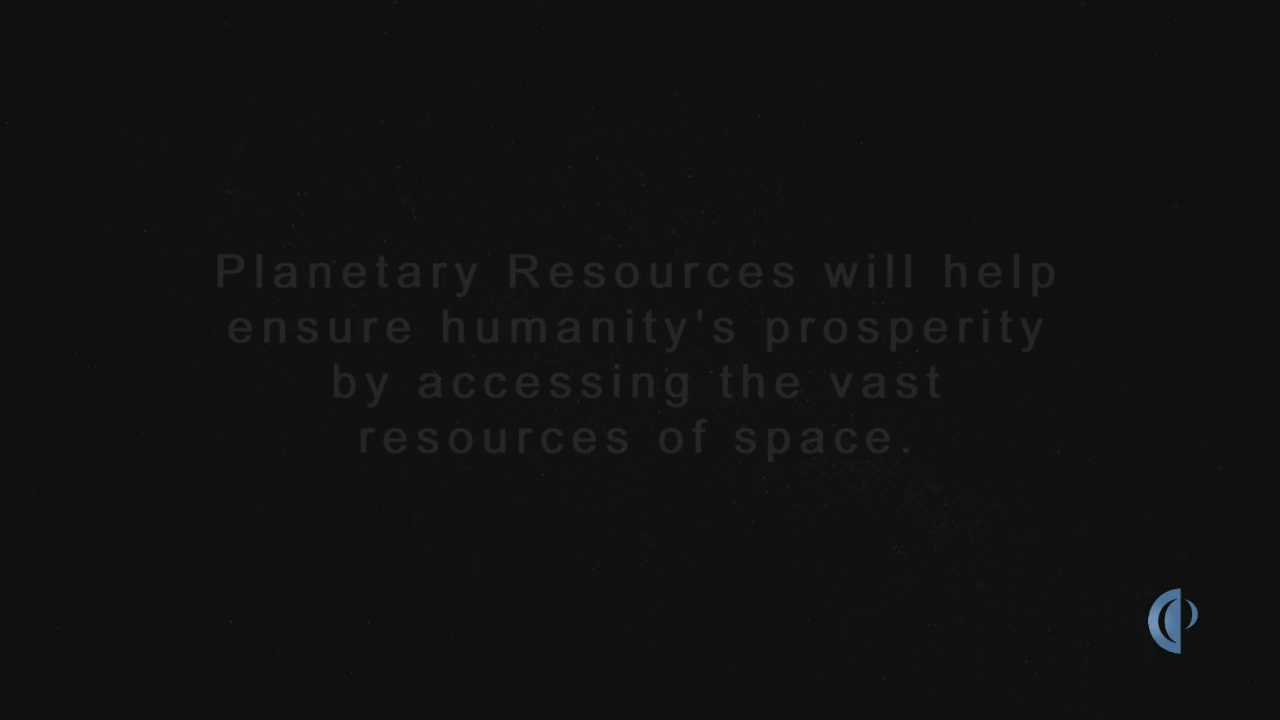 Planetary Resources will help
ensure humanity's prosperity
by accessing the vast
resources of space.